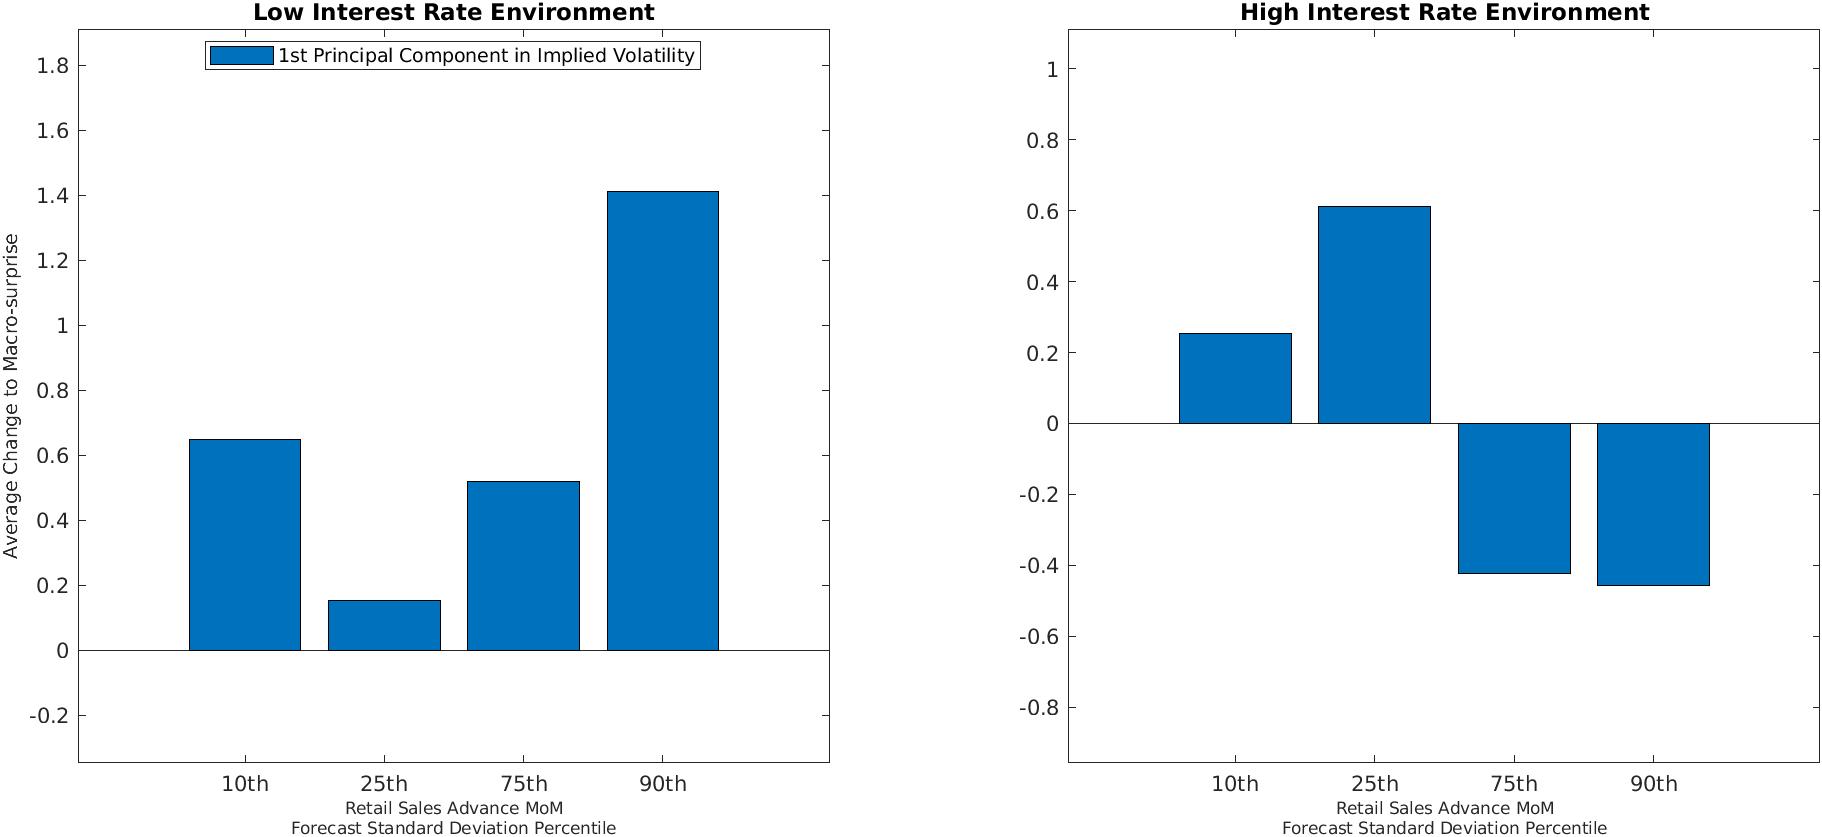 Low Interest Rate Environment
1st Principal Component in Implied Volatility
Average Change to Macro-surprise
1.8
1.6
1.4
1.2
1
0.8
0.6
0.4
0.2
0
-0.2
10th 25th 75th 90th
Retail Sales Advance MoM
Forecast Standard Deviation Percentile
High Interest Rate Environment
1
0.8
0.6
0.4
0.2
0
-0.2
-0.4
-0.6
-0.8
10th 25th 75th 90th
Retail Sales Advance MoM
Forecast Standard Deviation Percentile